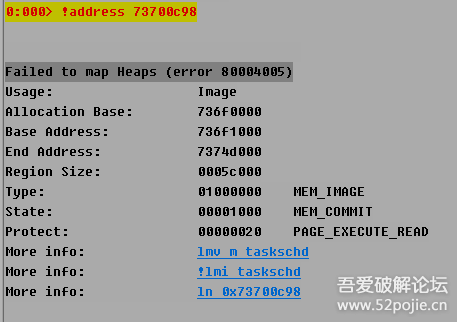 0:000> !address 73700c98
Failed to map Heaps (error 80004005)
Usage: Image
Allocation Base: 736f0000
Base Address: 736f1000
End Address: 7374d000
Region Size: 0005c000
Type: 01000000 MEM_IMAGE
State: 00001000 MEM_COMMIT
Protect: 00000020 PAGE_EXECUTE_READ
More info: lmv m taskschd
More info: !lmi taskschd
More info: ln 0x73700c98
吾爱破解论坛
www.52pojie.cn